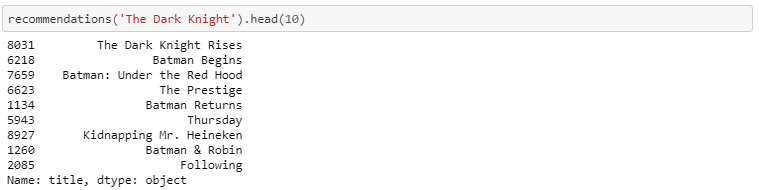 recommendations('The Dark Knight').head(10)
8031 The Dark Knight Rises
6218 Batman Begins
7659 Batman: Under the Red Hood
6623 The Prestige
1134 Batman Returns
5943 Thursday
8927 Kidnapping Mr. Heineken
1260 Batman & Robin
2085 Following
Name: title, dtype: object